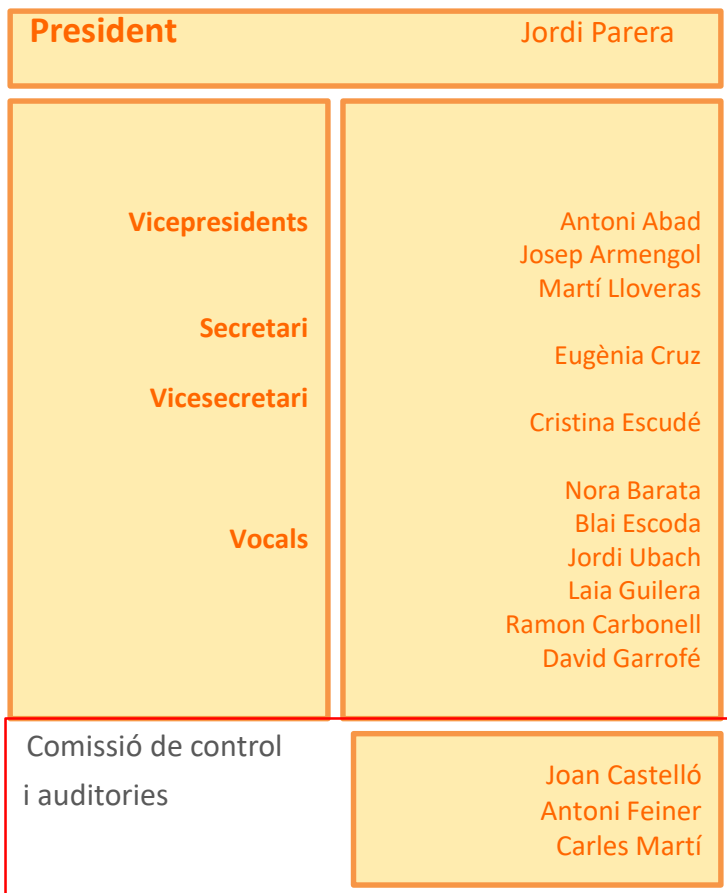 President Jordi Parera
Vicepresidents Antoni Abad
Josep Armengol
Martí Lloveras
Secretari
Eugènia Cruz
Vicesecretari
Cristina Escudé
Nora Barata
Blai Escoda
Vocals
Jordi Ubach
Laia Guilera
Ramon Carbonell
David Garrofé
Comissió de control
i auditories
Joan Castelló
Antoni Feiner
Carles Martí